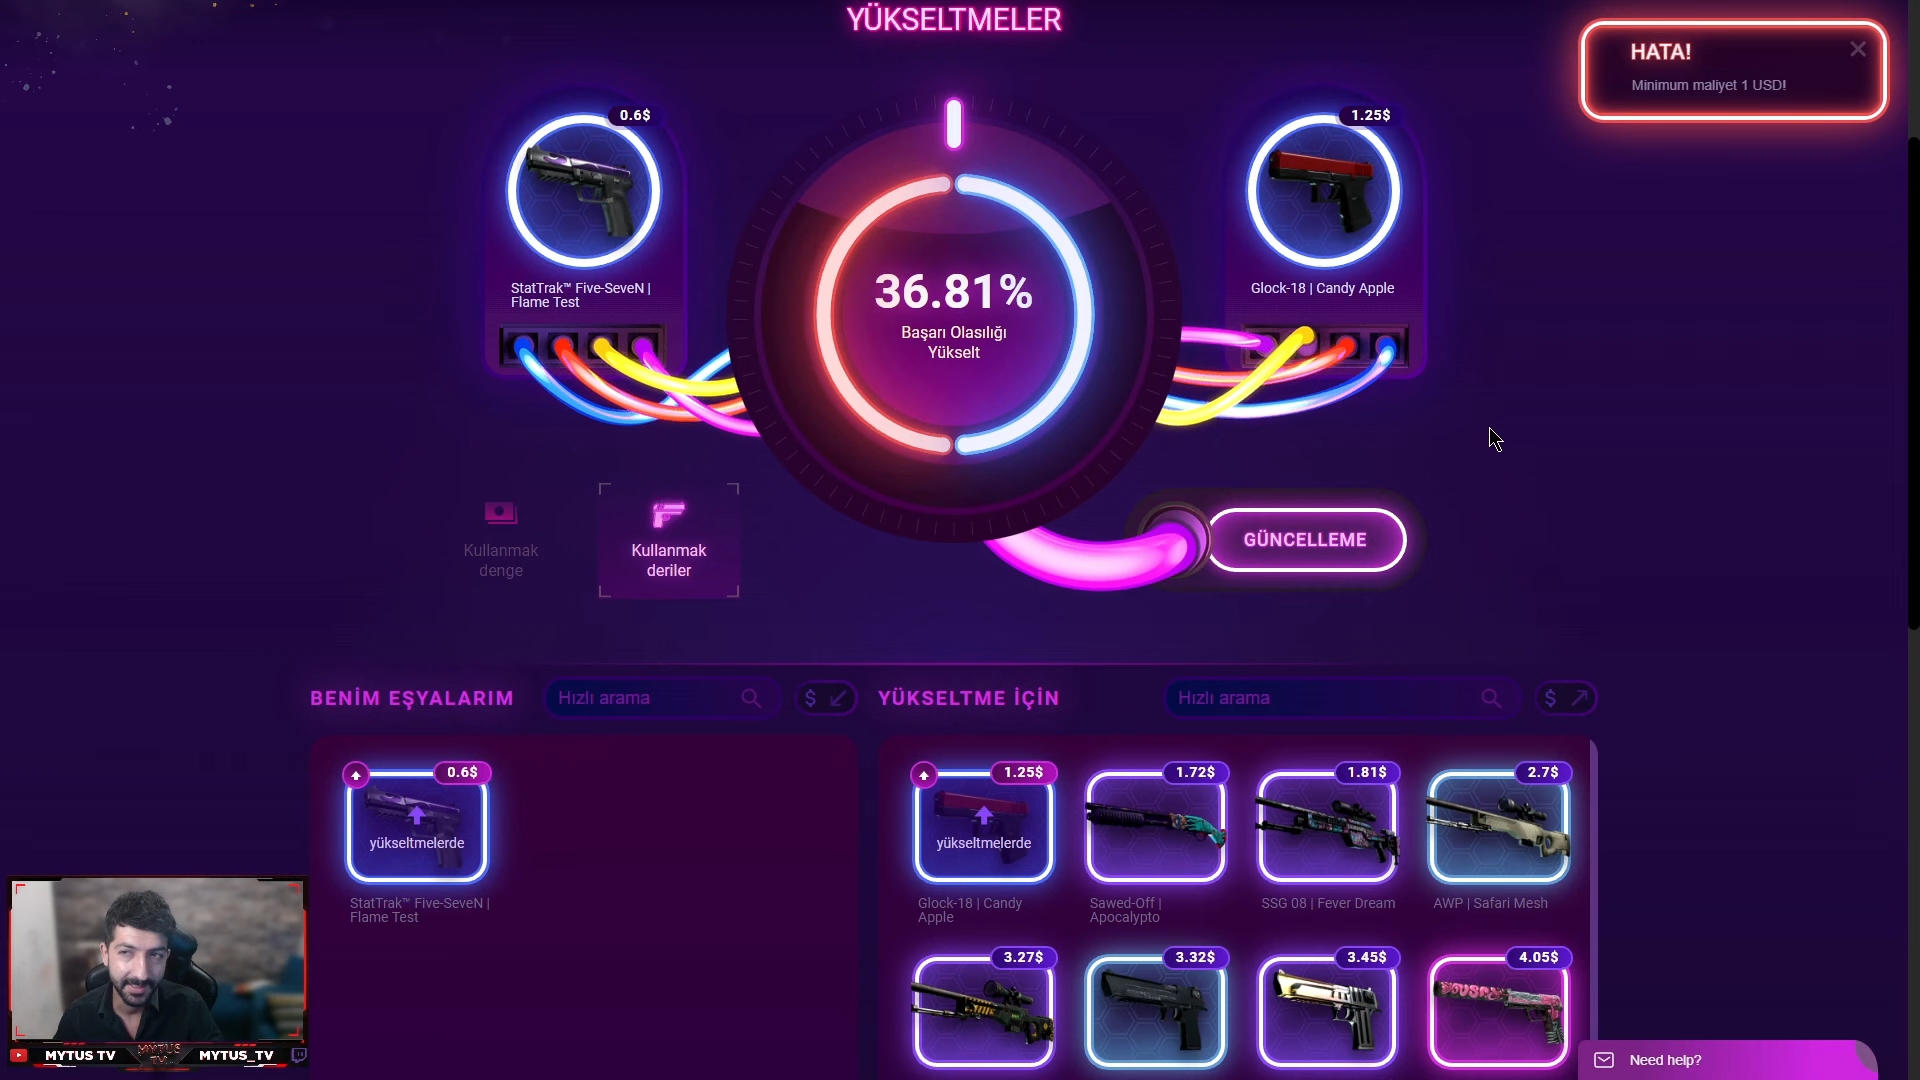 YÜKSELTMELER
HATA!
Minimum maliyet 1 USD!
0.6$
1.25$
StatTrak™ Five-SeveN |
Flame Test
Glock-18 | Candy Apple
36.81%
Başarı Olasılığı
Yükselt
Kullanmak
denge
Kullanmak
deriler
GÜNCELLEME
BENİM EŞYALARIM
Hızlı arama
$
YÜKSELTME İÇİN
Hızlı arama
$
0.6$
yükseltmelerde
StatTrak™ Five-SeveN |
Flame Test
1.25$
yükseltmelerde
Glock-18 | Candy
Apple
1.72$
Sawed-Off |
Apocalypto
1.81$
SSG 08 | Fever Dream
2.7$
AWP | Safari Mesh
3.27$
3.32$
3.45$
4.05$
MYTUS TV
MYTUS
TV
MYTUS_TV
Need help?